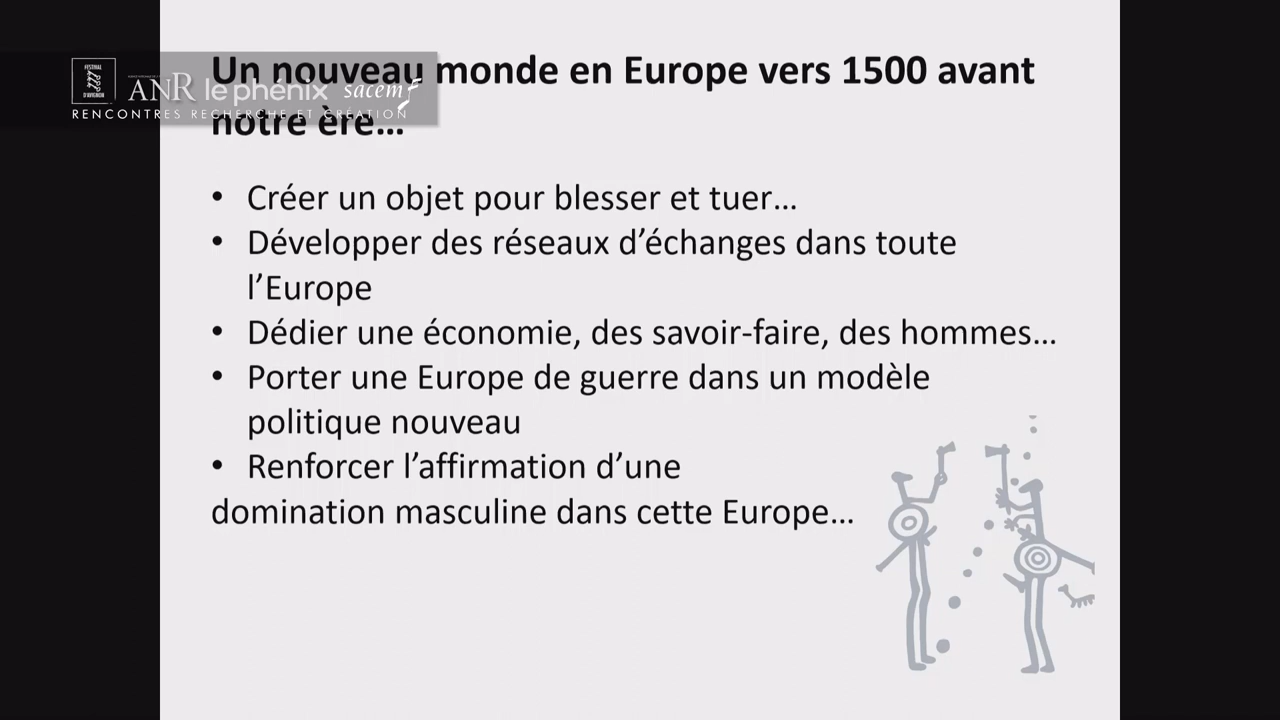 Un nouveau monde en Europe vers 1500 avant
notre ère…
FESTIVAL
D'AVIGNON
ANR le phénix sacem
RENCONTRES RECHERCHE ET CRÉATION
• Créer un objet pour blesser et tuer…
• Développer des réseaux d’échanges dans toute
l’Europe
• Dédier une économie, des savoir-faire, des hommes…
• Porter une Europe de guerre dans un modèle
politique nouveau
• Renforcer l’affirmation d’une
domination masculine dans cette Europe…